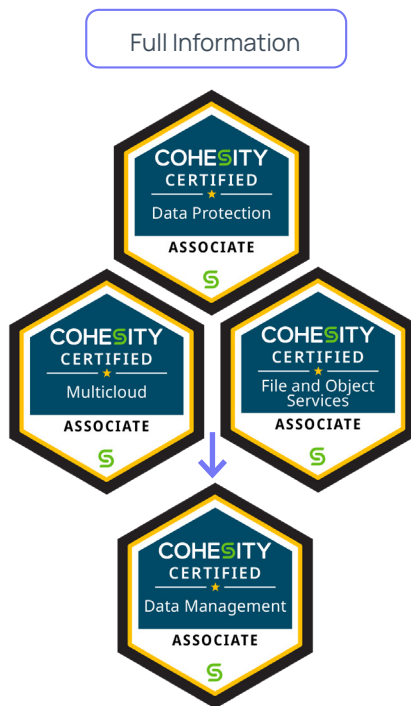 Full Information
COHESITY
CERTIFIED
Data Protection
ASSOCIATE
COHESITY
CERTIFIED
Multicloud
ASSOCIATE
COHESITY
CERTIFIED
File and Object
Services
ASSOCIATE
COHESITY
CERTIFIED
Data Management
ASSOCIATE